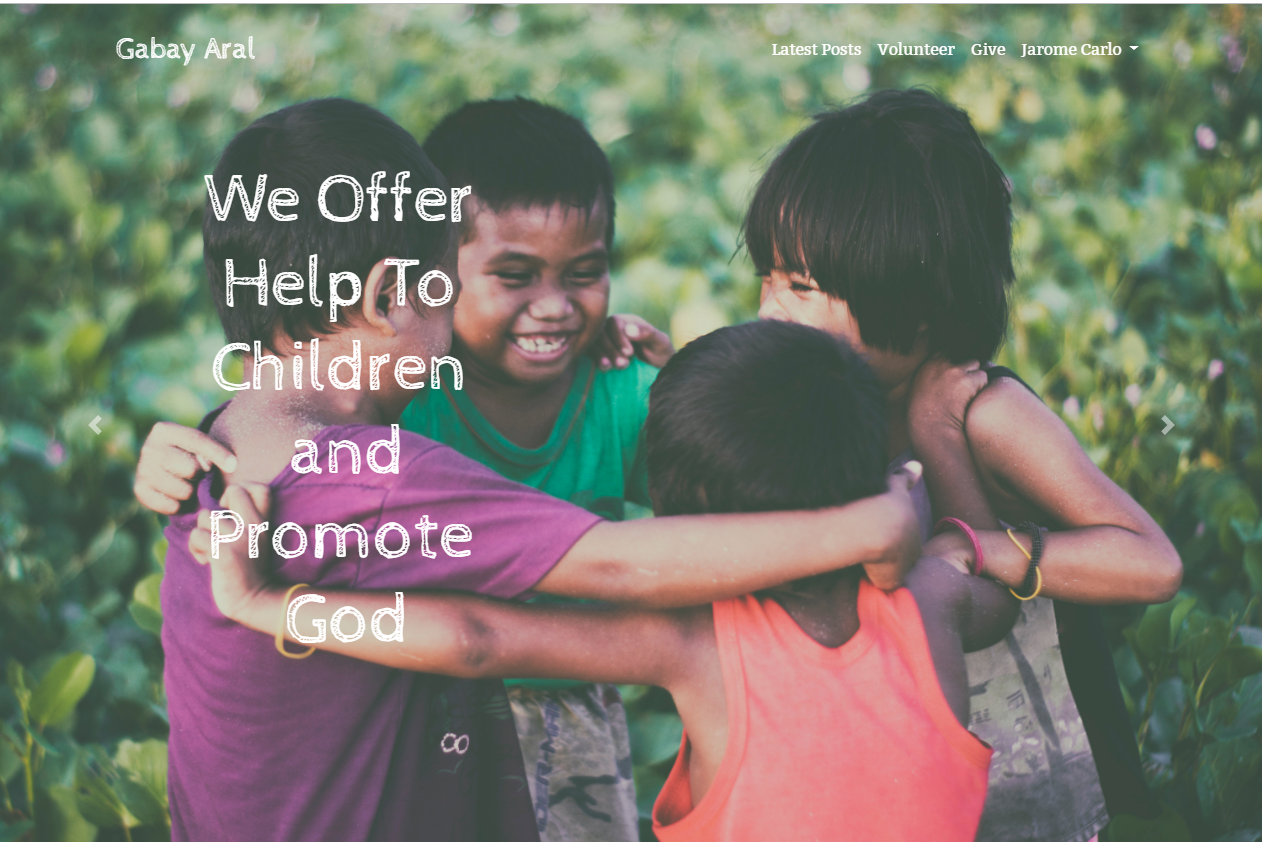 Gabay Aral
Latest Posts Volunteer Give Jarome Carlo
We Offer
Help To
Children
and
Promote
God